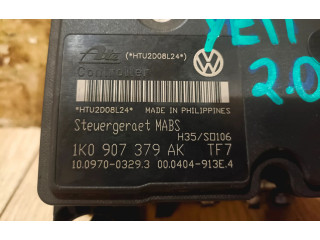 ate (*HTU2D08L24*)
Controller
YETI
2.0
*HTU2D08L24* MADE IN PHILIPPINES
Steuergeraet MABS
H35/SD106
1K0 907 379 AK TF7
10.0970-0329.3 00.0404-913E.4